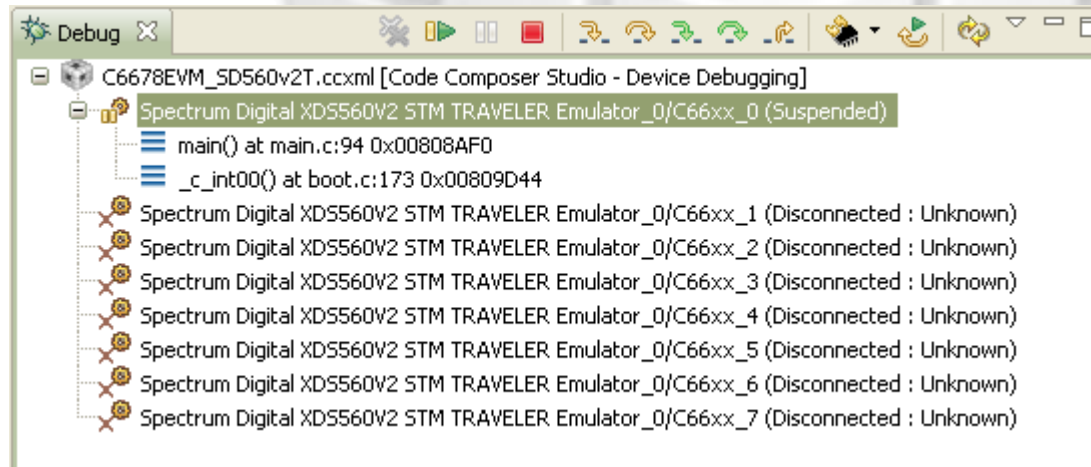 Debug
C6678EVM_SD560v2T.ccxml [Code Composer Studio - Device Debugging]
Spectrum Digital XDS560V2 STM TRAVELER Emulator_0/C66xx_0 (Suspended)
main() at main.c:94 0x00808AF0
_c_int00() at boot.c:173 0x00809D44
Spectrum Digital XDS560V2 STM TRAVELER Emulator_0/C66xx_1 (Disconnected : Unknown)
Spectrum Digital XDS560V2 STM TRAVELER Emulator_0/C66xx_2 (Disconnected : Unknown)
Spectrum Digital XDS560V2 STM TRAVELER Emulator_0/C66xx_3 (Disconnected : Unknown)
Spectrum Digital XDS560V2 STM TRAVELER Emulator_0/C66xx_4 (Disconnected : Unknown)
Spectrum Digital XDS560V2 STM TRAVELER Emulator_0/C66xx_5 (Disconnected : Unknown)
Spectrum Digital XDS560V2 STM TRAVELER Emulator_0/C66xx_6 (Disconnected : Unknown)
Spectrum Digital XDS560V2 STM TRAVELER Emulator_0/C66xx_7 (Disconnected : Unknown)